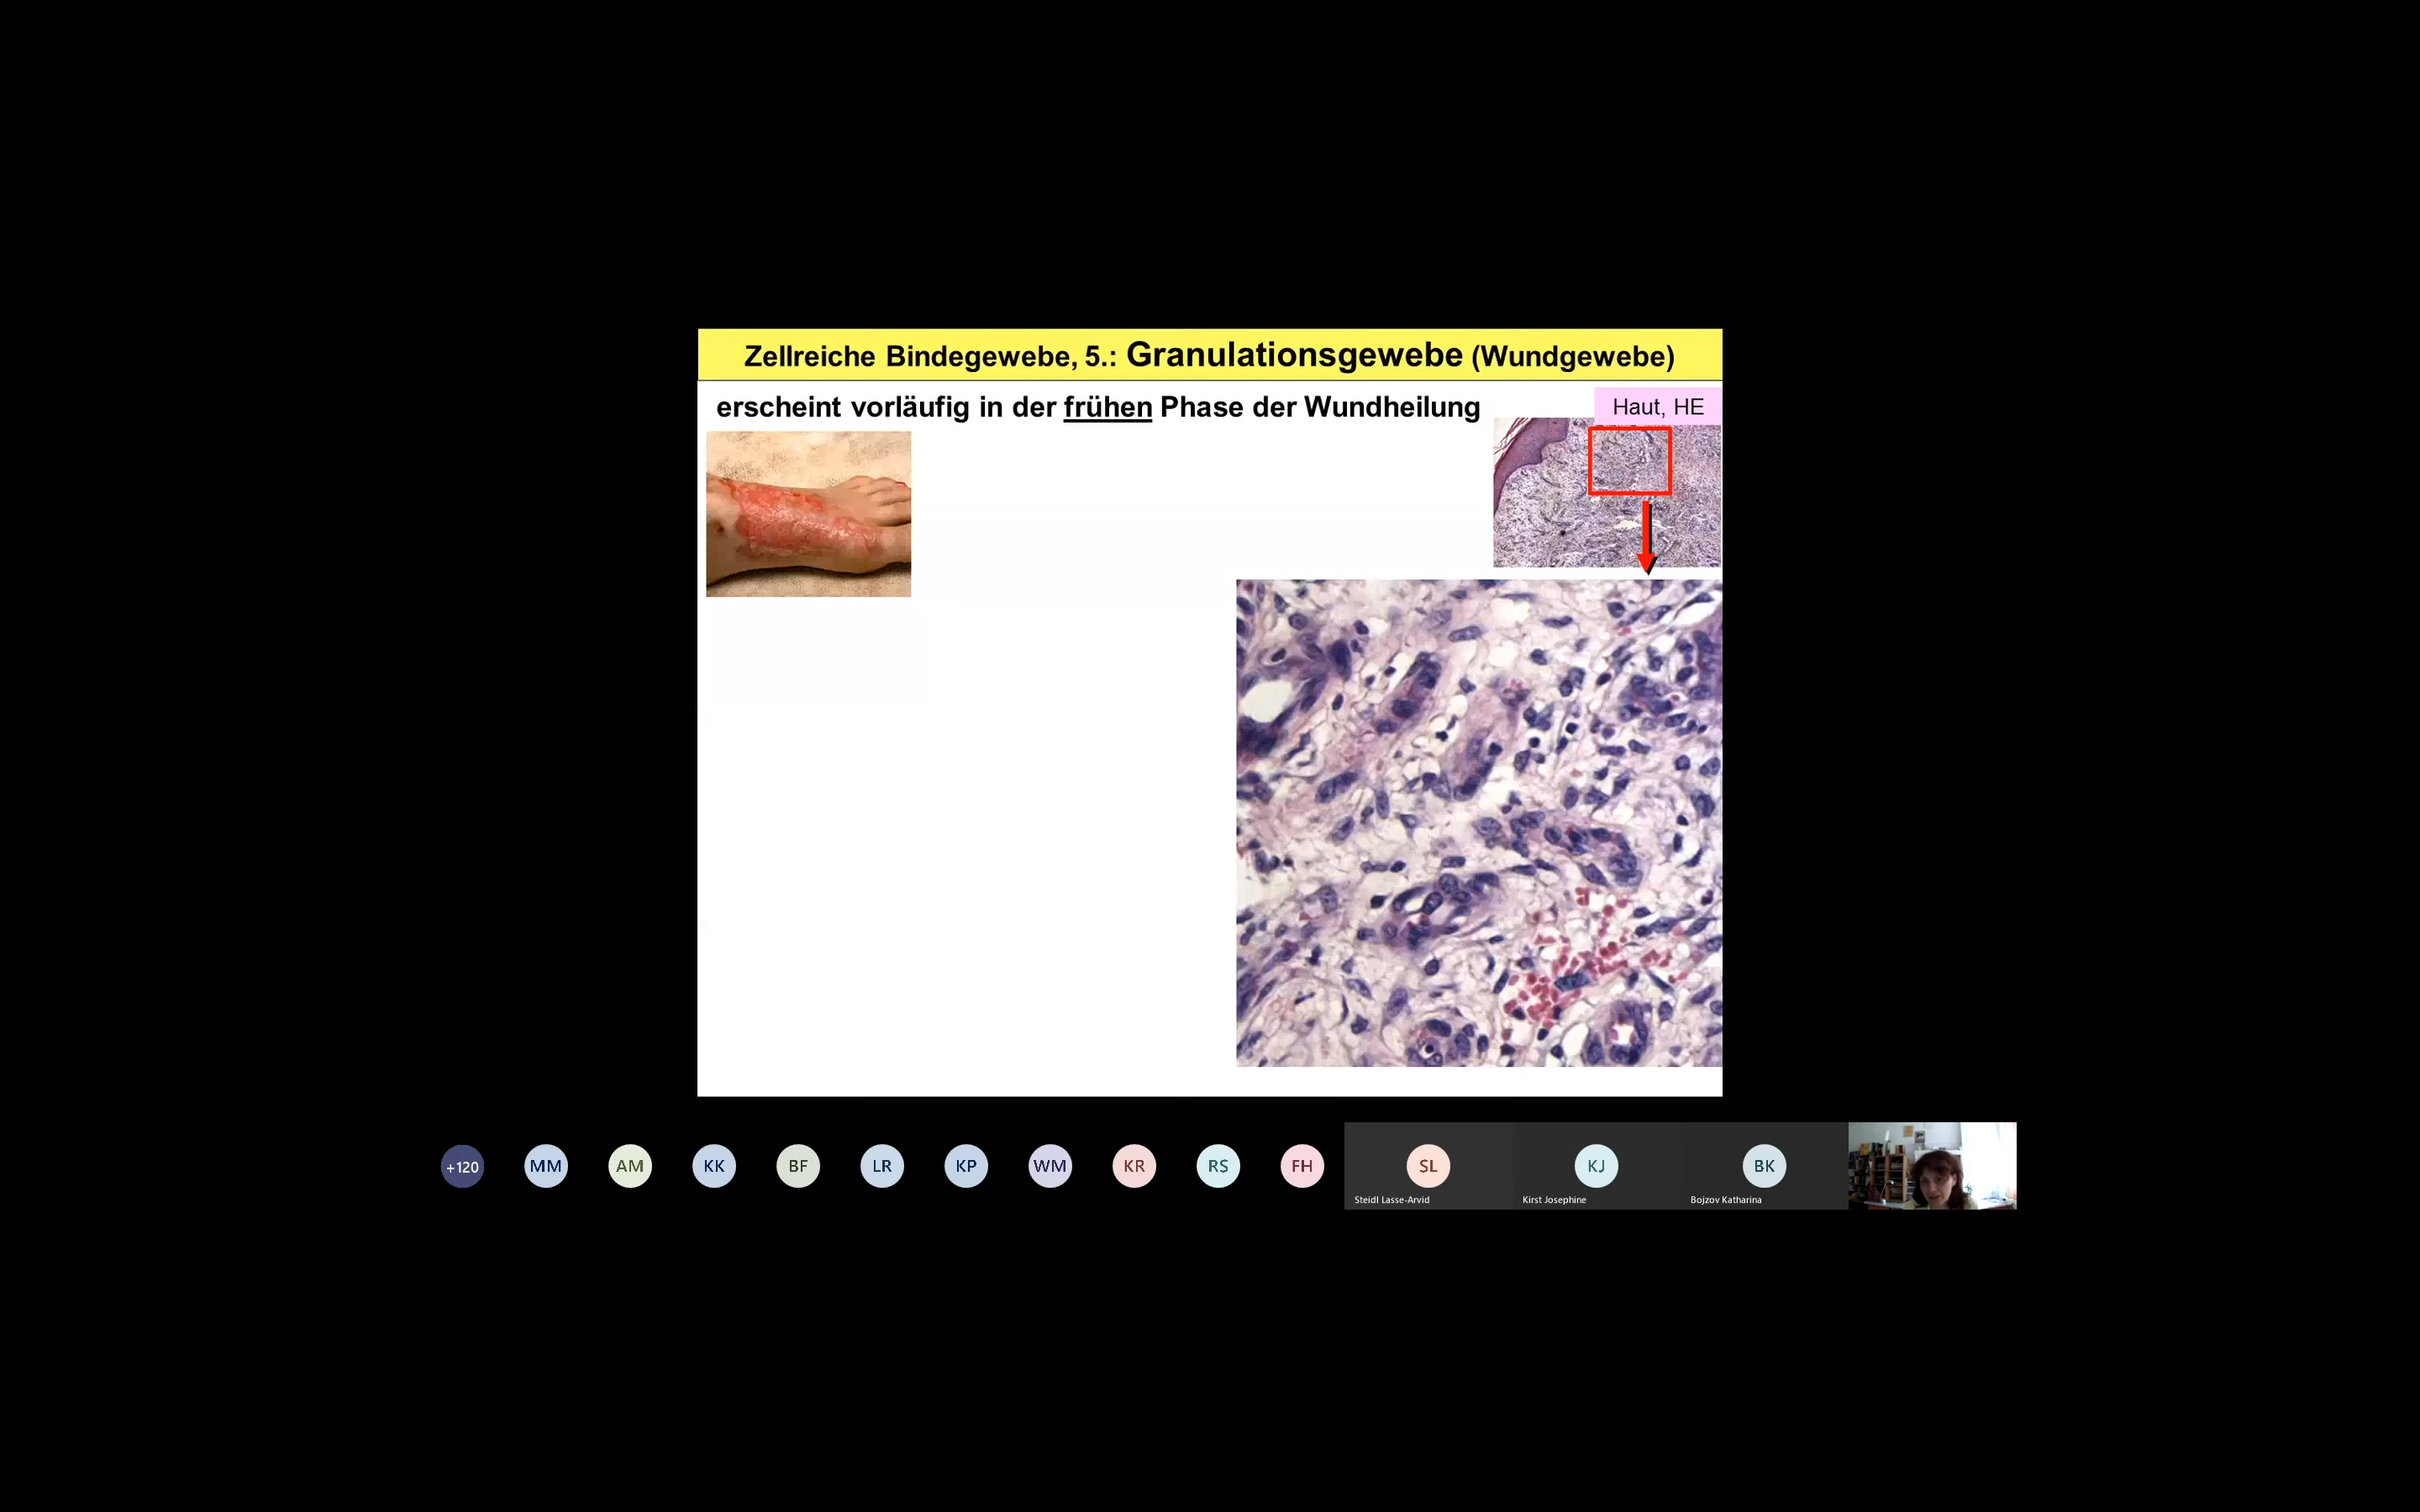 Zellreiche Bindegewebe, 5.: Granulationsgewebe (Wundgewebe)
erscheint vorläufig in der frühen Phase der Wundheilung
Haut, HE
+120
MM
AM
KK
BF
LR
KP
WM
KR
RS
FH
SL
KJ
BK
Steidl Lasse-Arvid
Kirst Josephine
Bojzov Katharina